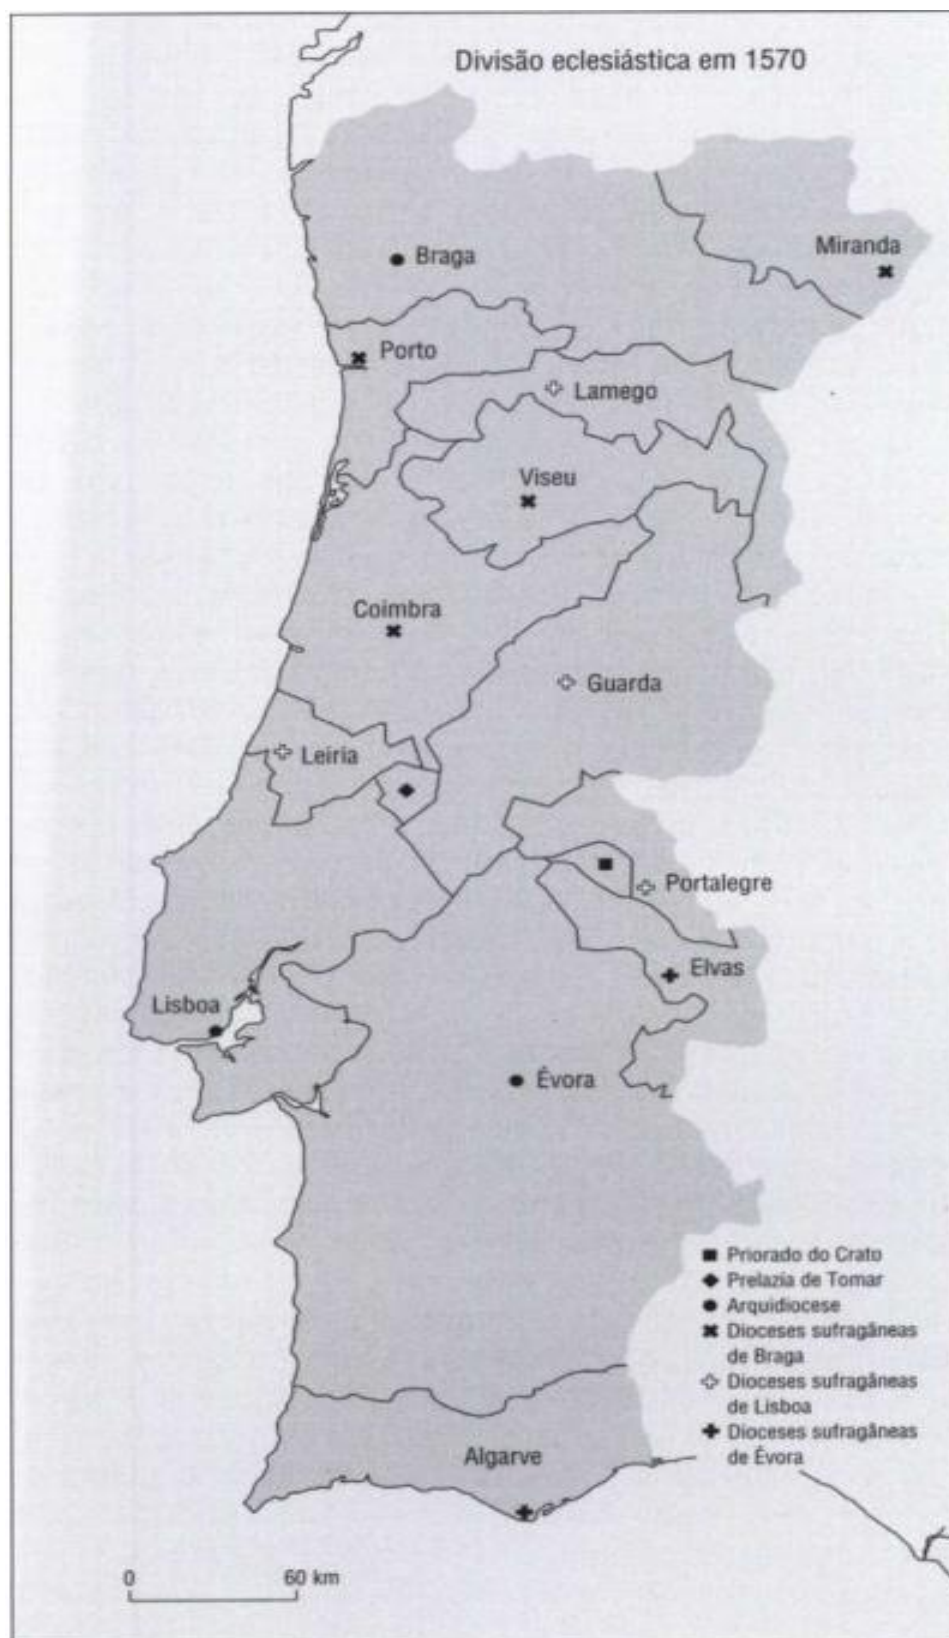 Divisão eclesiástica em 1570
Miranda
Braga
Porto
Lamego
Viseu
Coimbra
Guarda
Leiria
Portalegre
Elvas
Lisboa
Évora
Priorado do Crato
Prelazia de Tomar
Arquidiocese
Dioceses sufragâneas
de Braga
Dioceses sufragâneas
de Lisboa
Dioceses sufragâneas
de Évora
Algarve
0 60 km